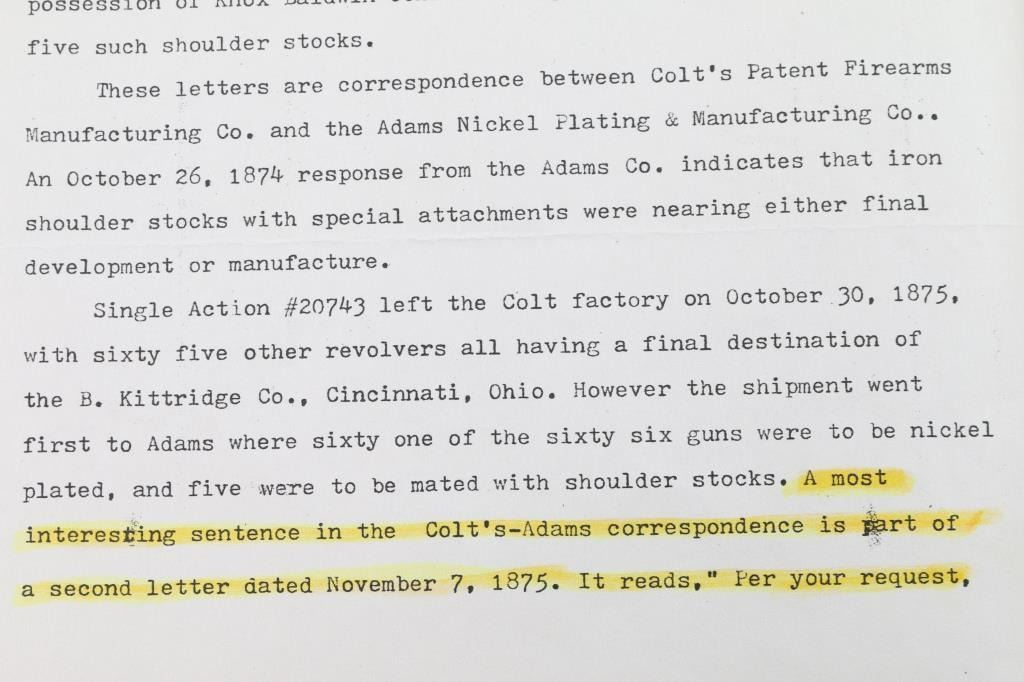 possession of Knox Baldwin
five such shoulder stocks.
These letters are correspondence between Colt's Patent Firearms
Manufacturing Co. and the Adams Nickel Plating & Manufacturing Co..
An October 26, 1874 response from the Adams Co. indicates that iron
shoulder stocks with special attachments were nearing either final
development or manufacture.
Single Action #20743 left the Colt factory on October 30, 1875,
with sixty five other revolvers all having a final destination of
the B. Kittridge Co., Cincinnati, Ohio. However the shipment went
first to Adams where sixty one of the sixty six guns were to be nickel
plated, and five were to be mated with shoulder stocks. A most
interesting sentence in the Colt's-Adams correspondence is part of
a second letter dated November 7, 1875. It reads," Per your request,